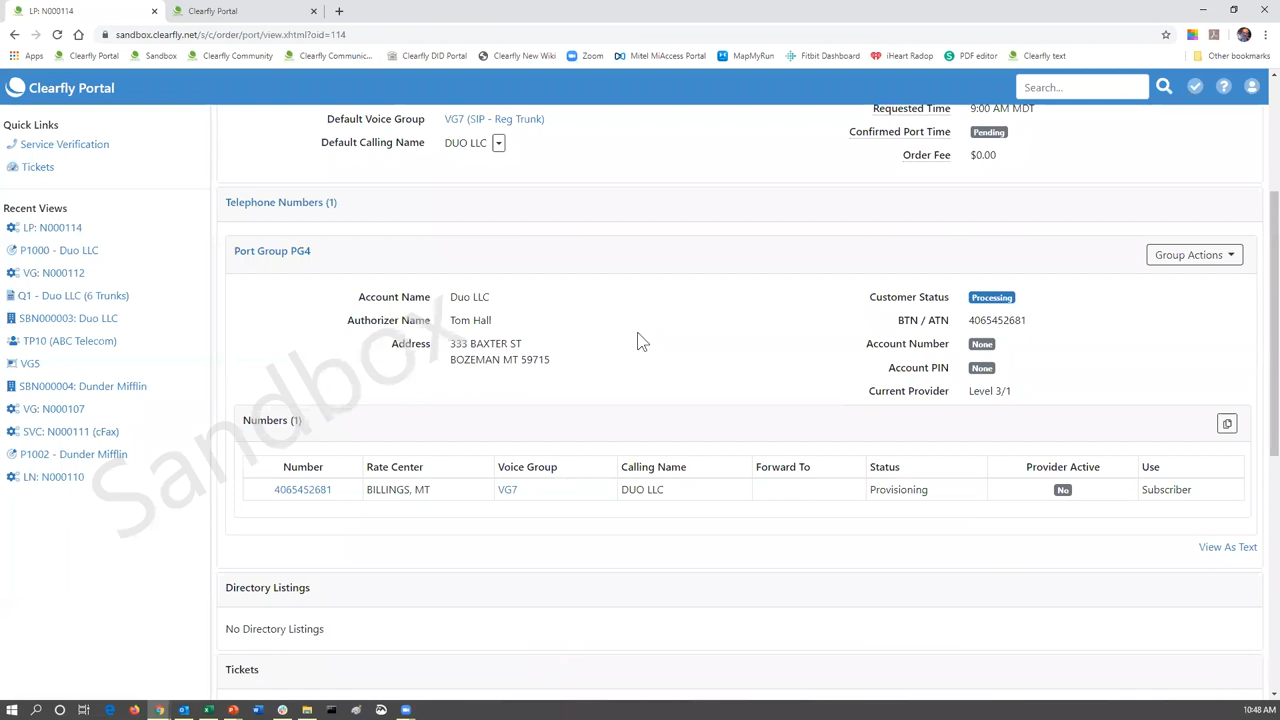 LP: N000114
Clearfly Portal
sandbox.clearfly.net/s/c/order/port/view.xhtml?oid=114
Apps
Clearfly Portal
Sandbox
Clearfly Community
Clearfly Communic...
Clearfly DID Portal
Clearfly New Wiki
Zoom
Mitel MiAccess Portal
MapMyRun
Fitbit Dashboard
iHeart Radop
PDF editor
Clearfly text
Other bookmarks
Clearfly Portal
Search...
Quick Links
Service Verification
Tickets
Recent Views
LP: N000114
P1000 - Duo LLC
VG: N000112
Q1 - Duo LLC (6 Trunks)
SBN000003: Duo LLC
TP10 (ABC Telecom)
VG5
SBN000004: Dunder Mifflin
VG: N000107
SVC: N000111 (cFax)
P1002 - Dunder Mifflin
LN: N000110
Default Voice Group VG7 (SIP - Reg Trunk)
Default Calling Name DUO LLC
Requested Time 9:00 AM MDT
Confirmed Port Time Pending
Order Fee $0.00
Telephone Numbers (1)
Port Group PG4
Group Actions
Account Name Duo LLC
Authorizer Name Tom Hall
Address 333 BAXTER ST
BOZEMAN MT 59715
Customer Status Processing
BTN / ATN 4065452681
Account Number None
Account PIN None
Current Provider Level 3/1
Numbers (1)
Number Rate Center Voice Group Calling Name Forward To Status Provider Active Use
4065452681 BILLINGS, MT VG7 DUO LLC Provisioning No Subscriber
View As Text
Directory Listings
No Directory Listings
Tickets
Sandbox
10:48 AM